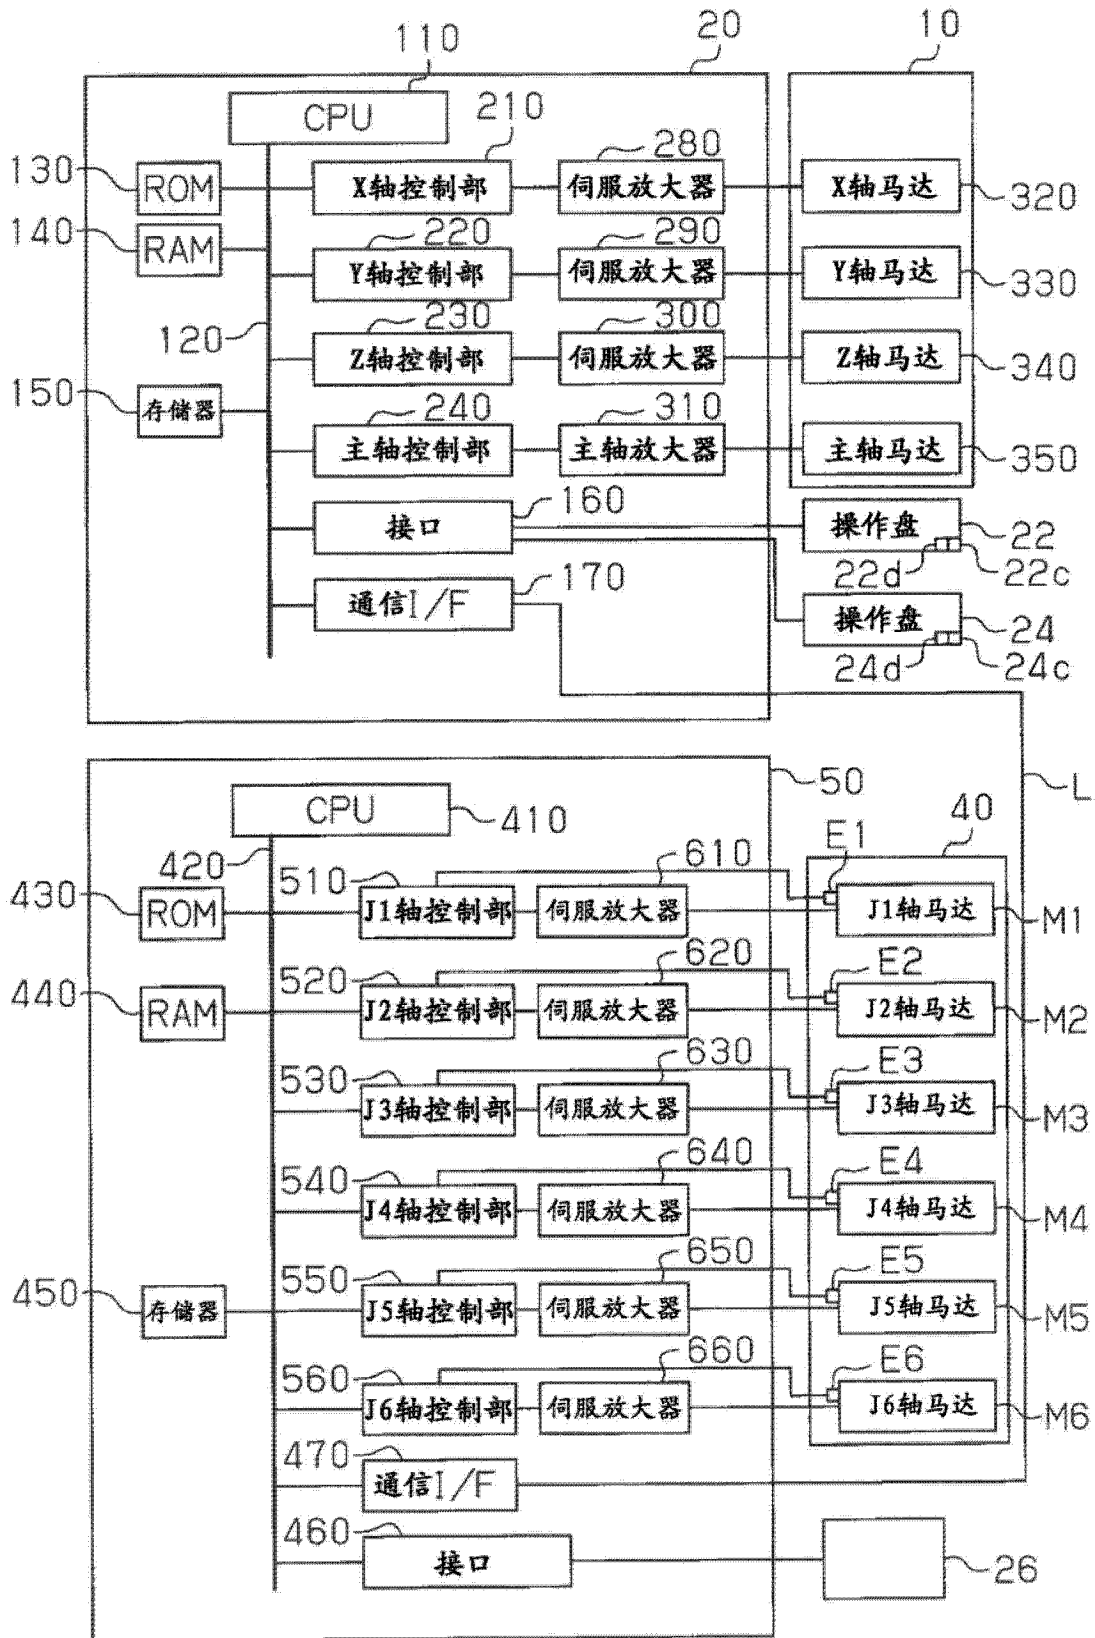 20
10
110
CPU
210
280
130
ROM
X轴控制部
伺服放大器
X轴马达
320
140
RAM
220
290
Y轴控制部
伺服放大器
Y轴马达
330
120
230
300
Z轴控制部
伺服放大器
Z轴马达
340
150
存储器
240
310
主轴控制部
主轴放大器
主轴马达
350
接口
160
操作盘
22
22d
22c
通信I/F
170
操作盘
24
24d
24c
50
L
CPU
410
40
420
E1
430
ROM
510
610
J1轴控制部
伺服放大器
J1轴马达
M1
440
RAM
520
620
E2
J2轴控制部
伺服放大器
J2轴马达
M2
530
630
E3
J3轴控制部
伺服放大器
J3轴马达
M3
540
640
E4
J4轴控制部
伺服放大器
J4轴马达
M4
450
存储器
550
650
E5
J5轴控制部
伺服放大器
J5轴马达
M5
560
660
E6
J6轴控制部
伺服放大器
J6轴马达
M6
470
通信I/F
460
接口
26